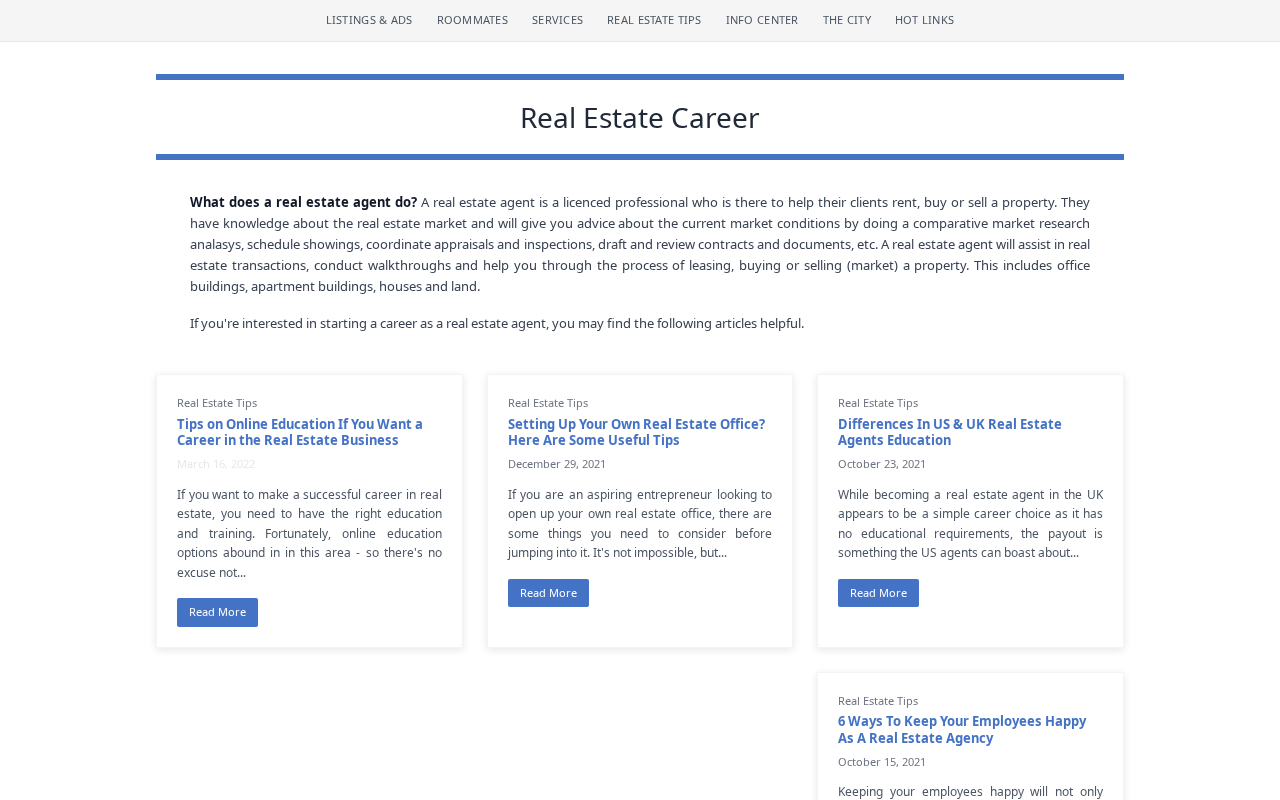 LISTINGS & ADS ROOMMATES SERVICES REAL ESTATE TIPS INFO CENTER THE CITY HOT LINKS
Real Estate Career
What does a real estate agent do? A real estate agent is a licenced professional who is there to help their clients rent, buy or sell a property. They
have knowledge about the real estate market and will give you advice about the current market conditions by doing a comparative market research
analasys, schedule showings, coordinate appraisals and inspections, draft and review contracts and documents, etc. A real estate agent will assist in real
estate transactions, conduct walkthroughs and help you through the process of leasing, buying or selling (market) a property. This includes office
buildings, apartment buildings, houses and land.
If you're interested in starting a career as a real estate agent, you may find the following articles helpful.
Real Estate Tips
Tips on Online Education If You Want a
Career in the Real Estate Business
March 16, 2022
If you want to make a successful career in real
estate, you need to have the right education
and training. Fortunately, online education
options abound in in this area - so there's no
excuse not...
Read More
Real Estate Tips
Setting Up Your Own Real Estate Office?
Here Are Some Useful Tips
December 29, 2021
If you are an aspiring entrepreneur looking to
open up your own real estate office, there are
some things you need to consider before
jumping into it. It's not impossible, but...
Read More
Real Estate Tips
Differences In US & UK Real Estate
Agents Education
October 23, 2021
While becoming a real estate agent in the UK
appears to be a simple career choice as it has
no educational requirements, the payout is
something the US agents can boast about...
Read More
Real Estate Tips
6 Ways To Keep Your Employees Happy
As A Real Estate Agency
October 15, 2021
Keeping your employees happy will not only